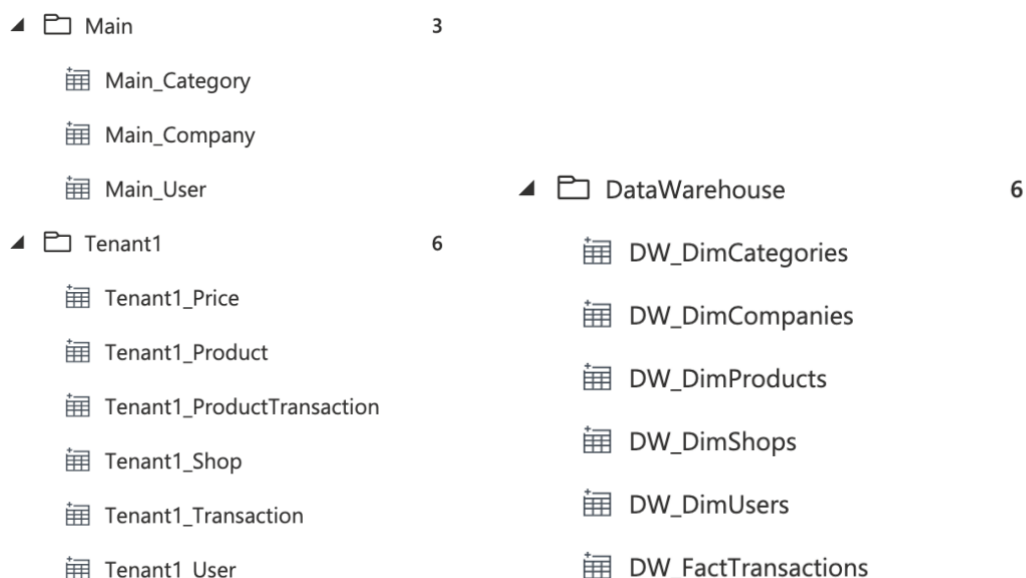 Main 3
Main_Category
Main_Company
Main_User
Tenant1 6
Tenant1_Price
Tenant1_Product
Tenant1_ProductTransaction
Tenant1_Shop
Tenant1_Transaction
Tenant1_User
DataWarehouse 6
DW_DimCategories
DW_DimCompanies
DW_DimProducts
DW_DimShops
DW_DimUsers
DW_FactTransactions